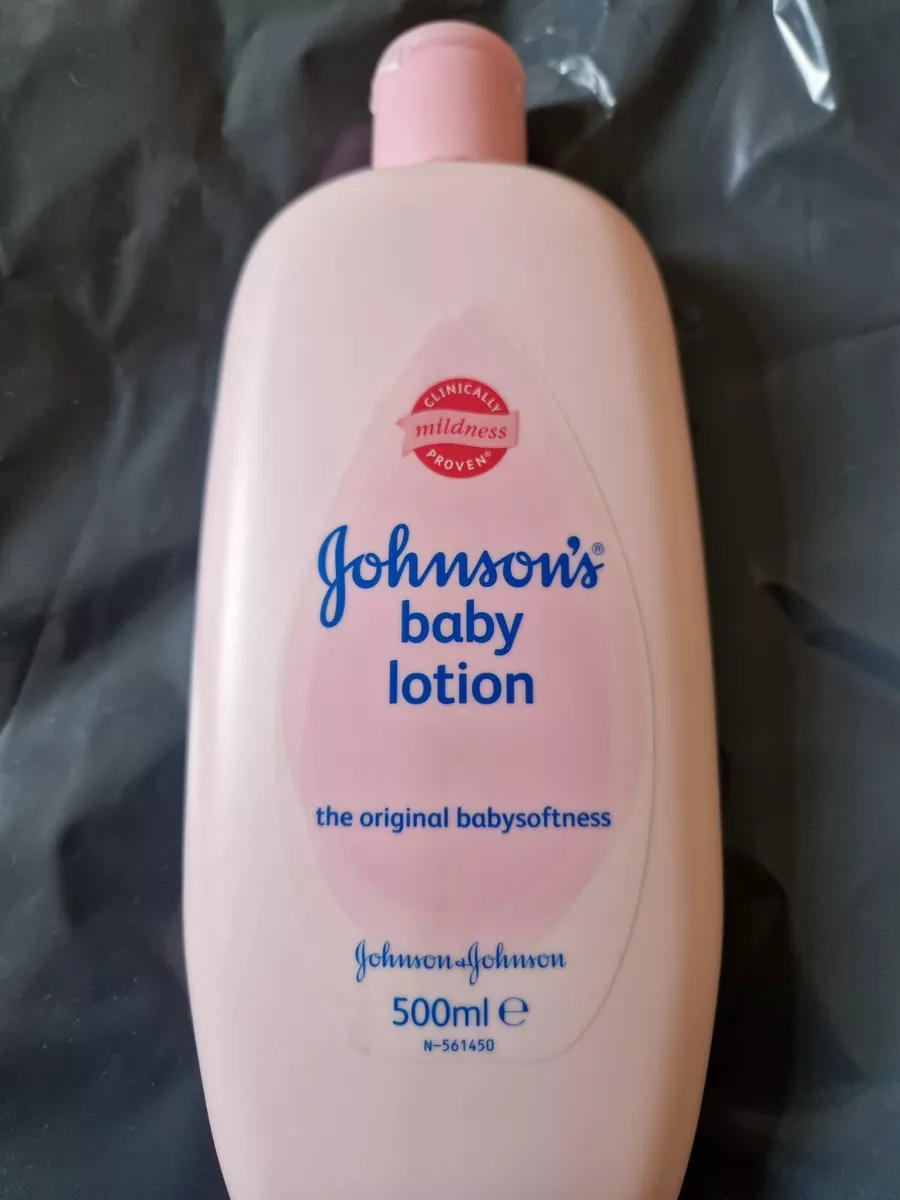 CLINICALLY
mildness
PROVEN®
Johnson's®
baby
lotion
the original babysoftness
Johnson & Johnson
500ml ℮
N-561450